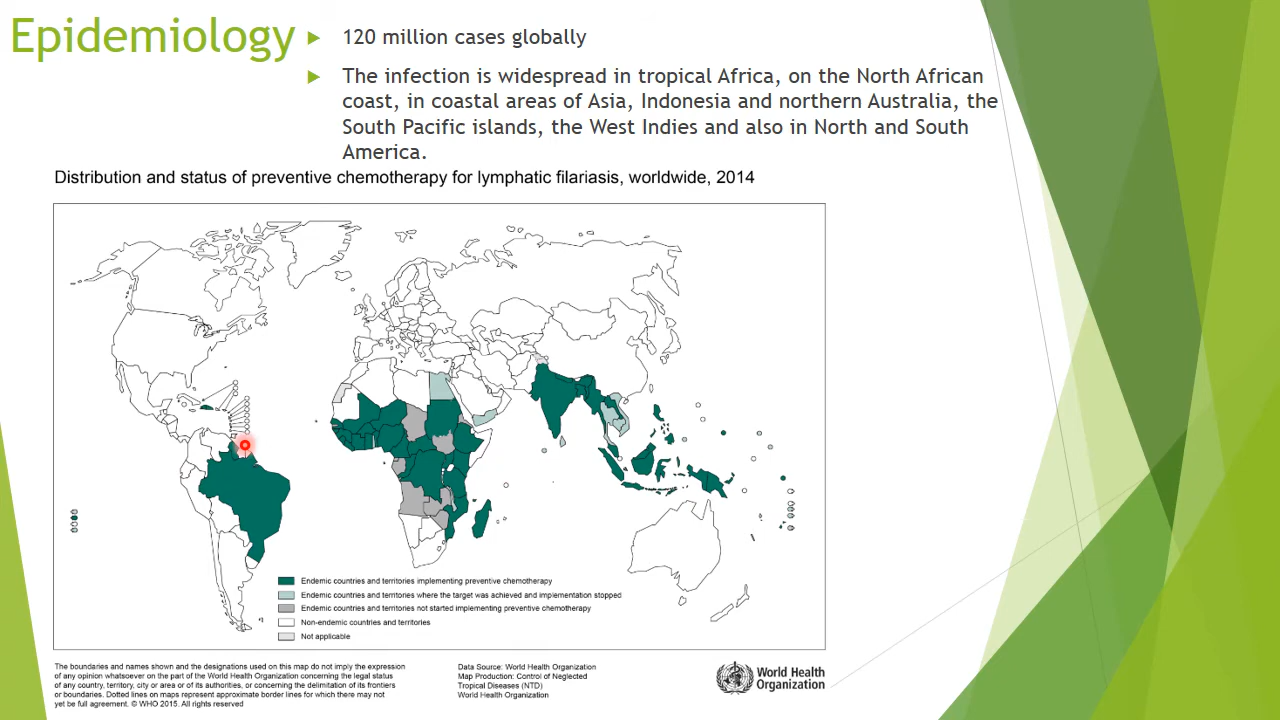 Epidemiology
120 million cases globally
The infection is widespread in tropical Africa, on the North African
coast, in coastal areas of Asia, Indonesia and northern Australia, the
South Pacific islands, the West Indies and also in North and South
America.
Distribution and status of preventive chemotherapy for lymphatic filariasis, worldwide, 2014
Endemic countries and territories implementing preventive chemotherapy
Endemic countries and territories where the target was achieved and implementation stopped
Endemic countries and territories not started implementing preventive chemotherapy
Non-endemic countries and territories
Not applicable
The boundaries and names shown and the designations used on this map do not imply the expression
of any opinion whatsoever on the part of the World Health Organization concerning the legal status
of any country, territory, city or area or of its authorities, or concerning the delimitation of its frontiers
or boundaries. Dotted lines on maps represent approximate border lines for which there may not
yet be full agreement. © WHO 2015. All rights reserved
Data Source: World Health Organization
Map Production: Control of Neglected
Tropical Diseases (NTD)
World Health Organization
World Health
Organization